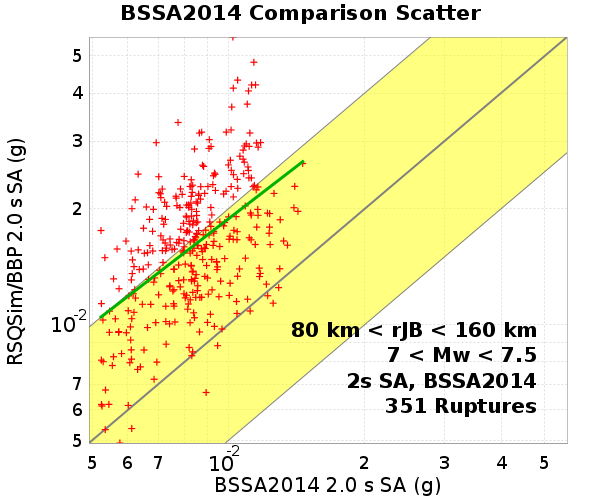 BSSA2014 Comparison Scatter
RSQSim/BBP 2.0 s SA (g)
5
4
3
2
10⁻²
7
6
5
80 km < rJB < 160 km
7 < Mw < 7.5
2s SA, BSSA2014
351 Ruptures
5 6 7 10⁻² 2 3 4 5
BSSA2014 2.0 s SA (g)